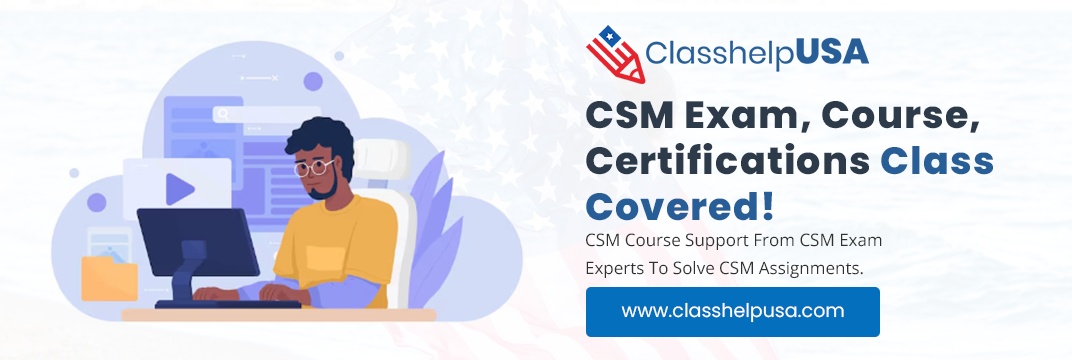 ClasshelpUSA
CSM Exam, Course,
Certifications Class
Covered!
CSM Course Support From CSM Exam
Experts To Solve CSM Assignments.
www.classhelpusa.com